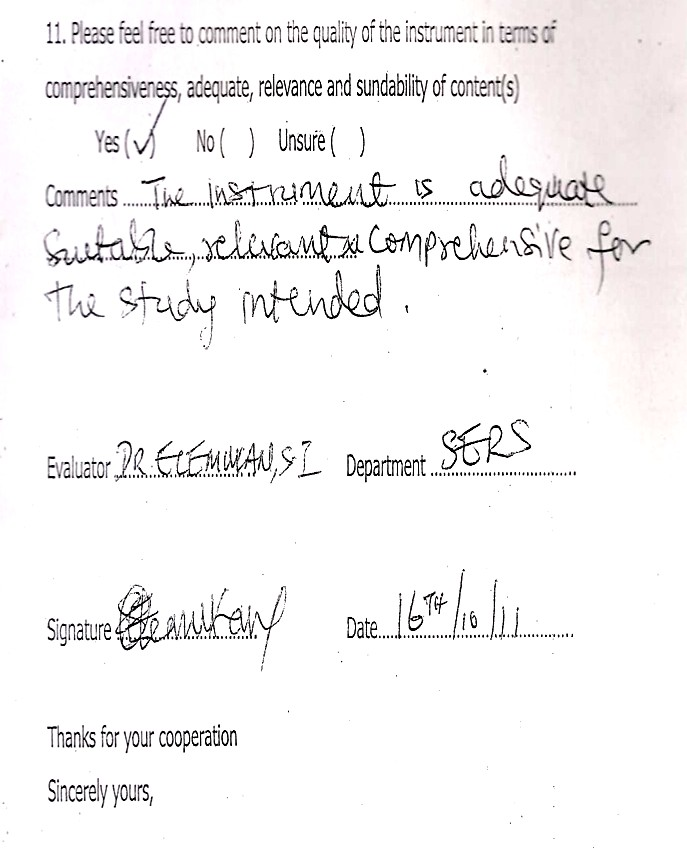 11. Please feel free to comment on the quality of the instrument in terms of
comprehensiveness, adequate, relevance and sundability of content(s)
Yes (✓) No ( ) Unsure ( )
Comments ..... The instrument is adequate
Suitable, relevant & Comprehensive for
the study intended.
Evaluator DR. ELEMUKAN, S I Department SERS
Signature Date 16TH/10/11
Thanks for your cooperation
Sincerely yours,